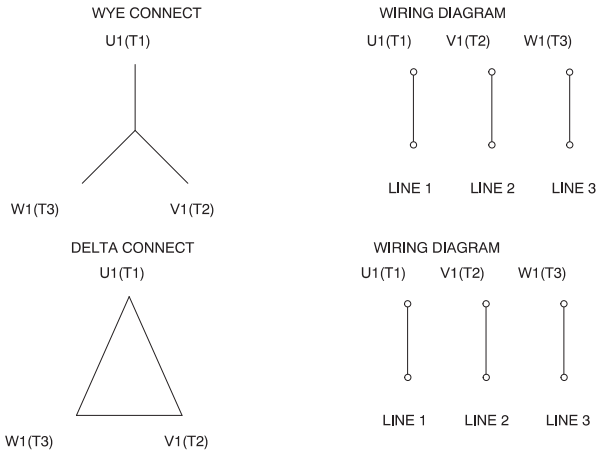 WYE CONNECT
U1(T1)
W1(T3) V1(T2)
WIRING DIAGRAM
U1(T1) V1(T2) W1(T3)
LINE 1 LINE 2 LINE 3
DELTA CONNECT
U1(T1)
W1(T3) V1(T2)
WIRING DIAGRAM
U1(T1) V1(T2) W1(T3)
LINE 1 LINE 2 LINE 3